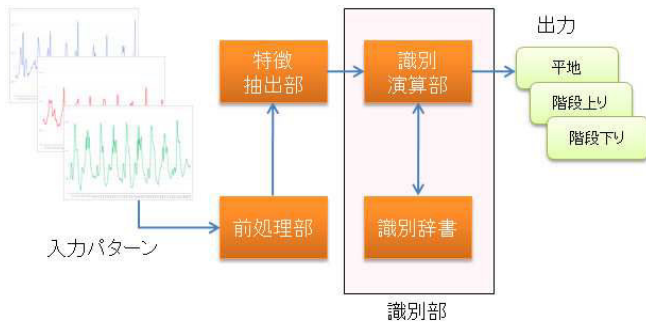 出力
特徴
抽出部
識別
演算部
平地
階段上り
階段下り
前処理部
識別辞書
入力パターン
識別部